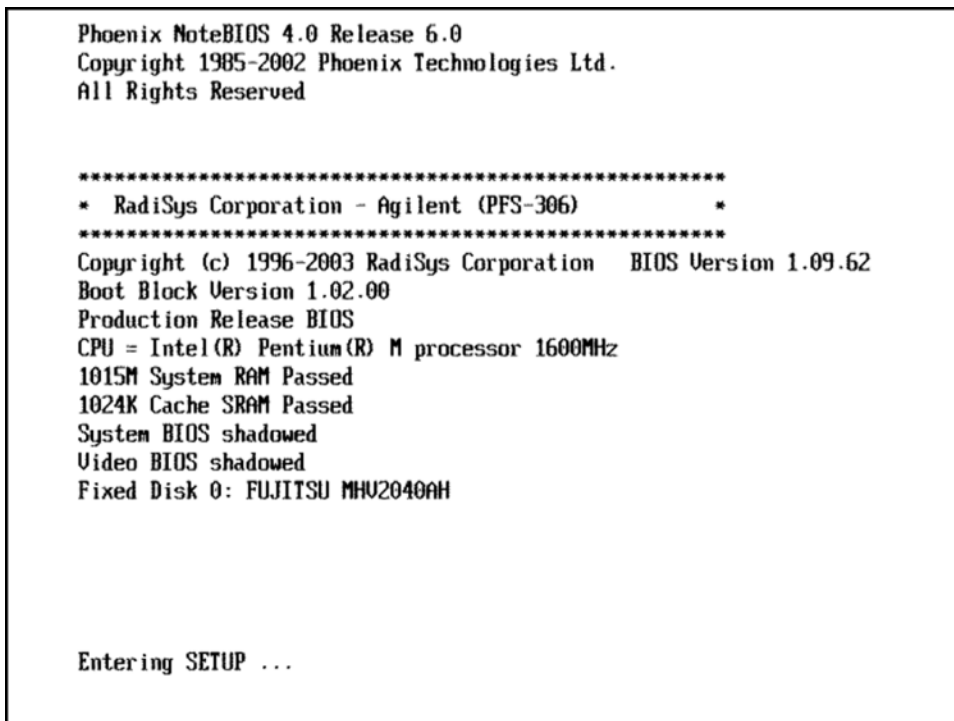 Phoenix NoteBIOS 4.0 Release 6.0
Copyright 1985-2002 Phoenix Technologies Ltd.
All Rights Reserved
******************************************************
* RadiSys Corporation - Agilent (PFS-306) *
******************************************************
Copyright (c) 1996-2003 RadiSys Corporation BIOS Version 1.09.62
Boot Block Version 1.02.00
Production Release BIOS
CPU = Intel(R) Pentium(R) M processor 1600MHz
1015M System RAM Passed
1024K Cache SRAM Passed
System BIOS shadowed
Video BIOS shadowed
Fixed Disk 0: FUJITSU MHV2040AH
Entering SETUP ...